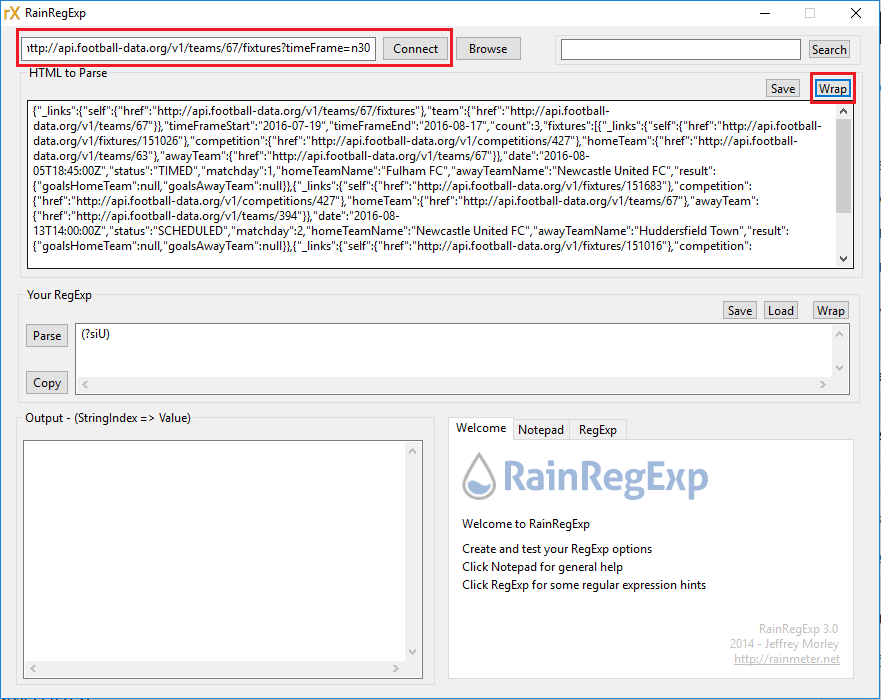 rX RainRegExp
http://api.football-data.org/v1/teams/67/fixtures?timeFrame=n30 Connect Browse Search
HTML to Parse
Save Wrap
{"_links":{"self":{"href":"http://api.football-data.org/v1/teams/67/fixtures"},"team":{"href":"http://api.football-
data.org/v1/teams/67"}},"timeFrameStart":"2016-07-19","timeFrameEnd":"2016-08-17","count":3,"fixtures":[{"_links":{"self":{"href":"http://api.football-data.org/v1/fixtures/151026"},"competition":{"href":"http://api.football-data.org/v1/competitions/427"},"homeTeam":{"href":"http://api.football-
data.org/v1/teams/63"},"awayTeam":{"href":"http://api.football-data.org/v1/teams/67"}},"date":"2016-08-
05T18:45:00Z","status":"TIMED","matchday":1,"homeTeamName":"Fulham FC","awayTeamName":"Newcastle United FC","result":
{"goalsHomeTeam":null,"goalsAwayTeam":null}},{"_links":{"self":{"href":"http://api.football-data.org/v1/fixtures/151683"},"competition":
{"href":"http://api.football-data.org/v1/competitions/427"},"homeTeam":{"href":"http://api.football-data.org/v1/teams/67"},"awayTeam":
{"href":"http://api.football-data.org/v1/teams/394"}},"date":"2016-08-
13T14:00:00Z","status":"SCHEDULED","matchday":2,"homeTeamName":"Newcastle United FC","awayTeamName":"Huddersfield Town","result":
{"goalsHomeTeam":null,"goalsAwayTeam":null}},{"_links":{"self":{"href":"http://api.football-data.org/v1/fixtures/151016"},"competition":
Your RegExp
Save Load Wrap
Parse
(?siU)
Copy
Output - (StringIndex => Value)
Welcome Notepad RegExp
RainRegExp
Welcome to RainRegExp
Create and test your RegExp options
Click Notepad for general help
Click RegExp for some regular expression hints
RainRegExp 3.0
2014 - Jeffrey Morley
http://rainmeter.net